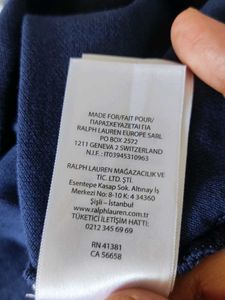 MADE FOR/FAIT POUR/
ΠΑΡΑΣΚΕΥΑΖΕΤΑΙ ΓΙΑ
RALPH LAUREN EUROPE SARL
PO BOX 2572
1211 GENEVA 2 SWITZERLAND
N.I.F.: IT03945310963
RALPH LAUREN MAĞAZACILIK VE
TİC. LTD. ŞTİ.
Esentepe Kasap Sok. Altınay İş
Merkezi No: 8-10 K: 4 34360
Şişli – İstanbul
www.ralphlauren.com.tr
TÜKETİCİ İLETİŞİM HATTI:
0212 345 69 69
RN 41381
CA 56658